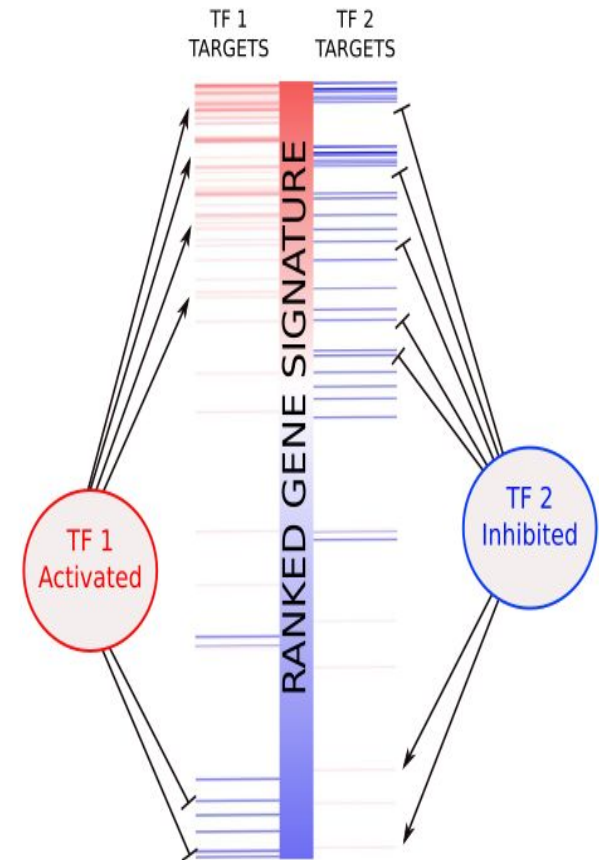 TF 1
TARGETS
TF 2
TARGETS
RANKED GENE SIGNATURE
TF 1
Activated
TF 2
Inhibited